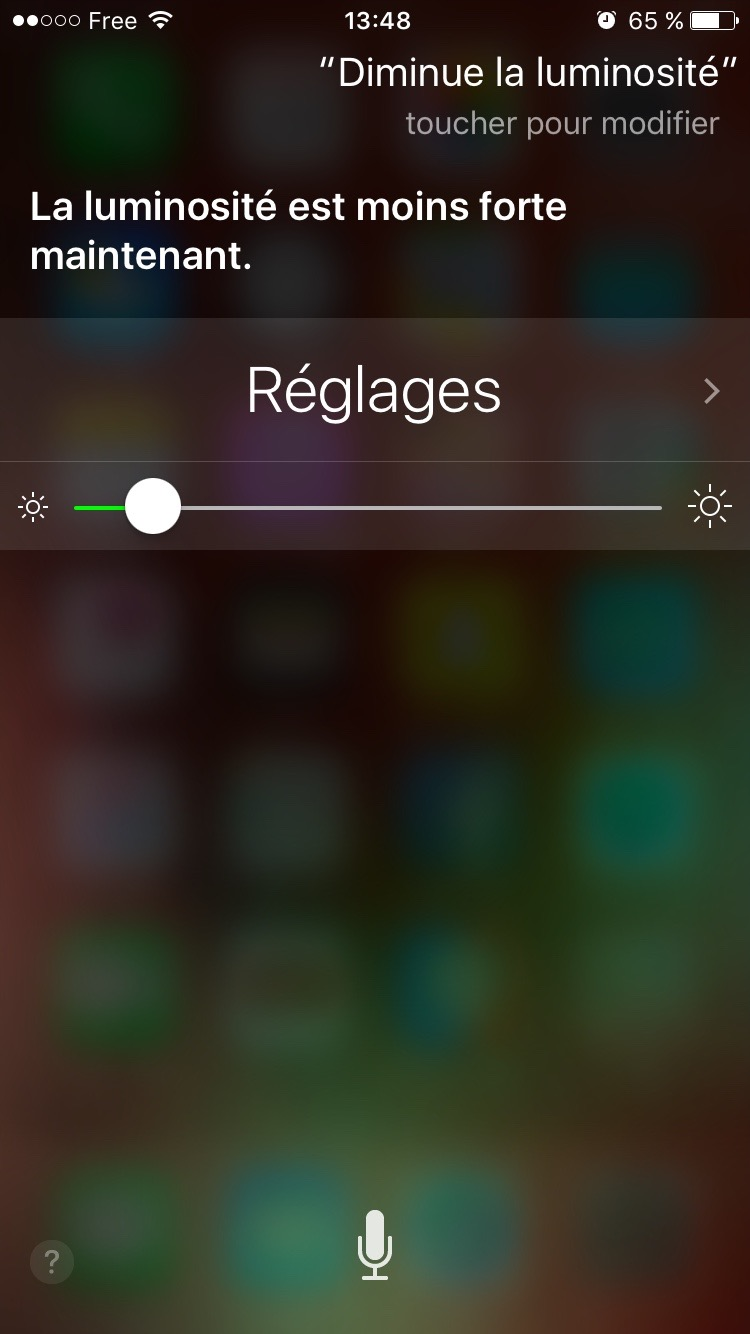 Free 13:48 65 %
“Diminue la luminosité”
toucher pour modifier
La luminosité est moins forte
maintenant.
Réglages
?